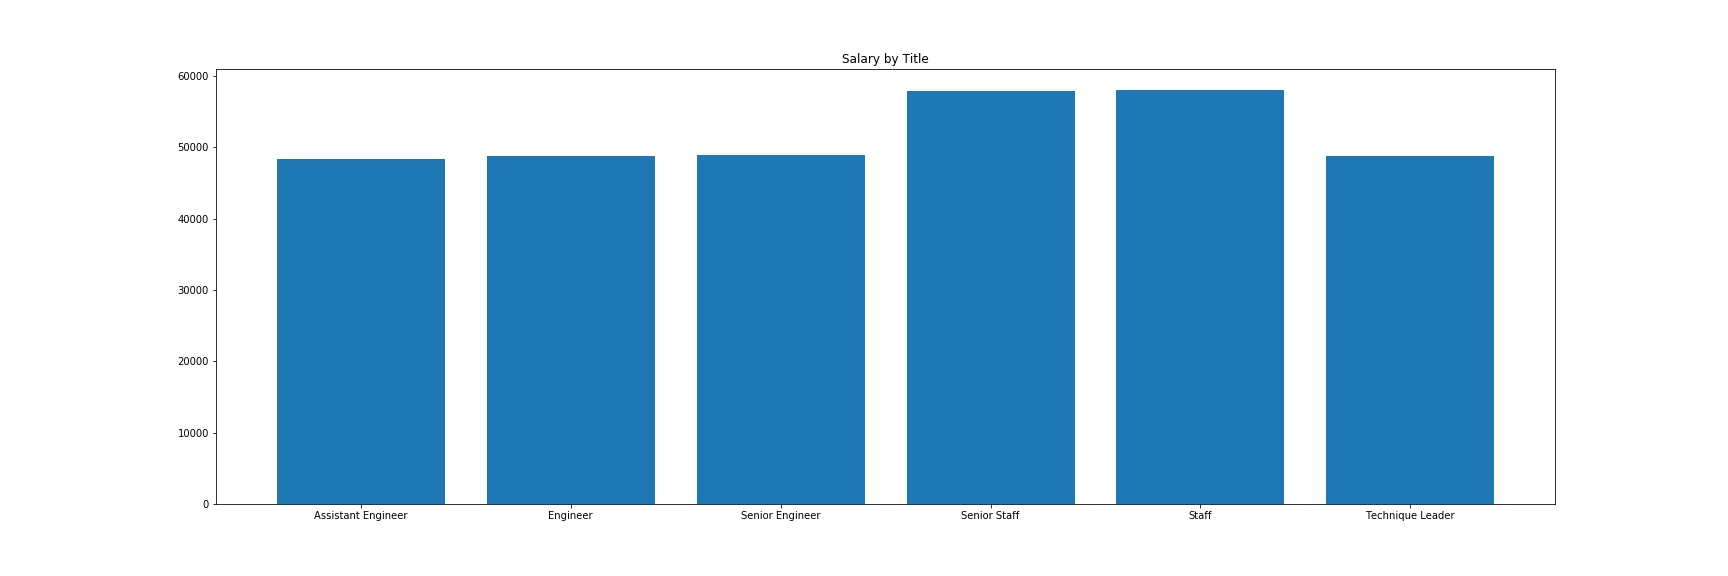 Salary by Title
60000
50000
40000
30000
20000
10000
0
Assistant Engineer
Engineer
Senior Engineer
Senior Staff
Staff
Technique Leader